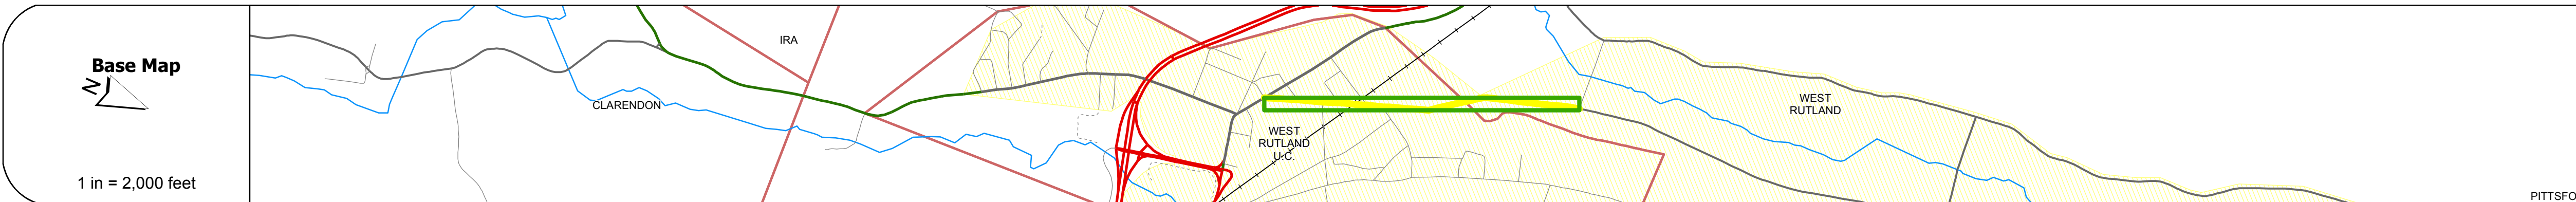 Base Map
N
1 in = 2,000 feet
IRA
CLARENDON
WEST
RUTLAND
U.C.
WEST
RUTLAND
PITTSFO